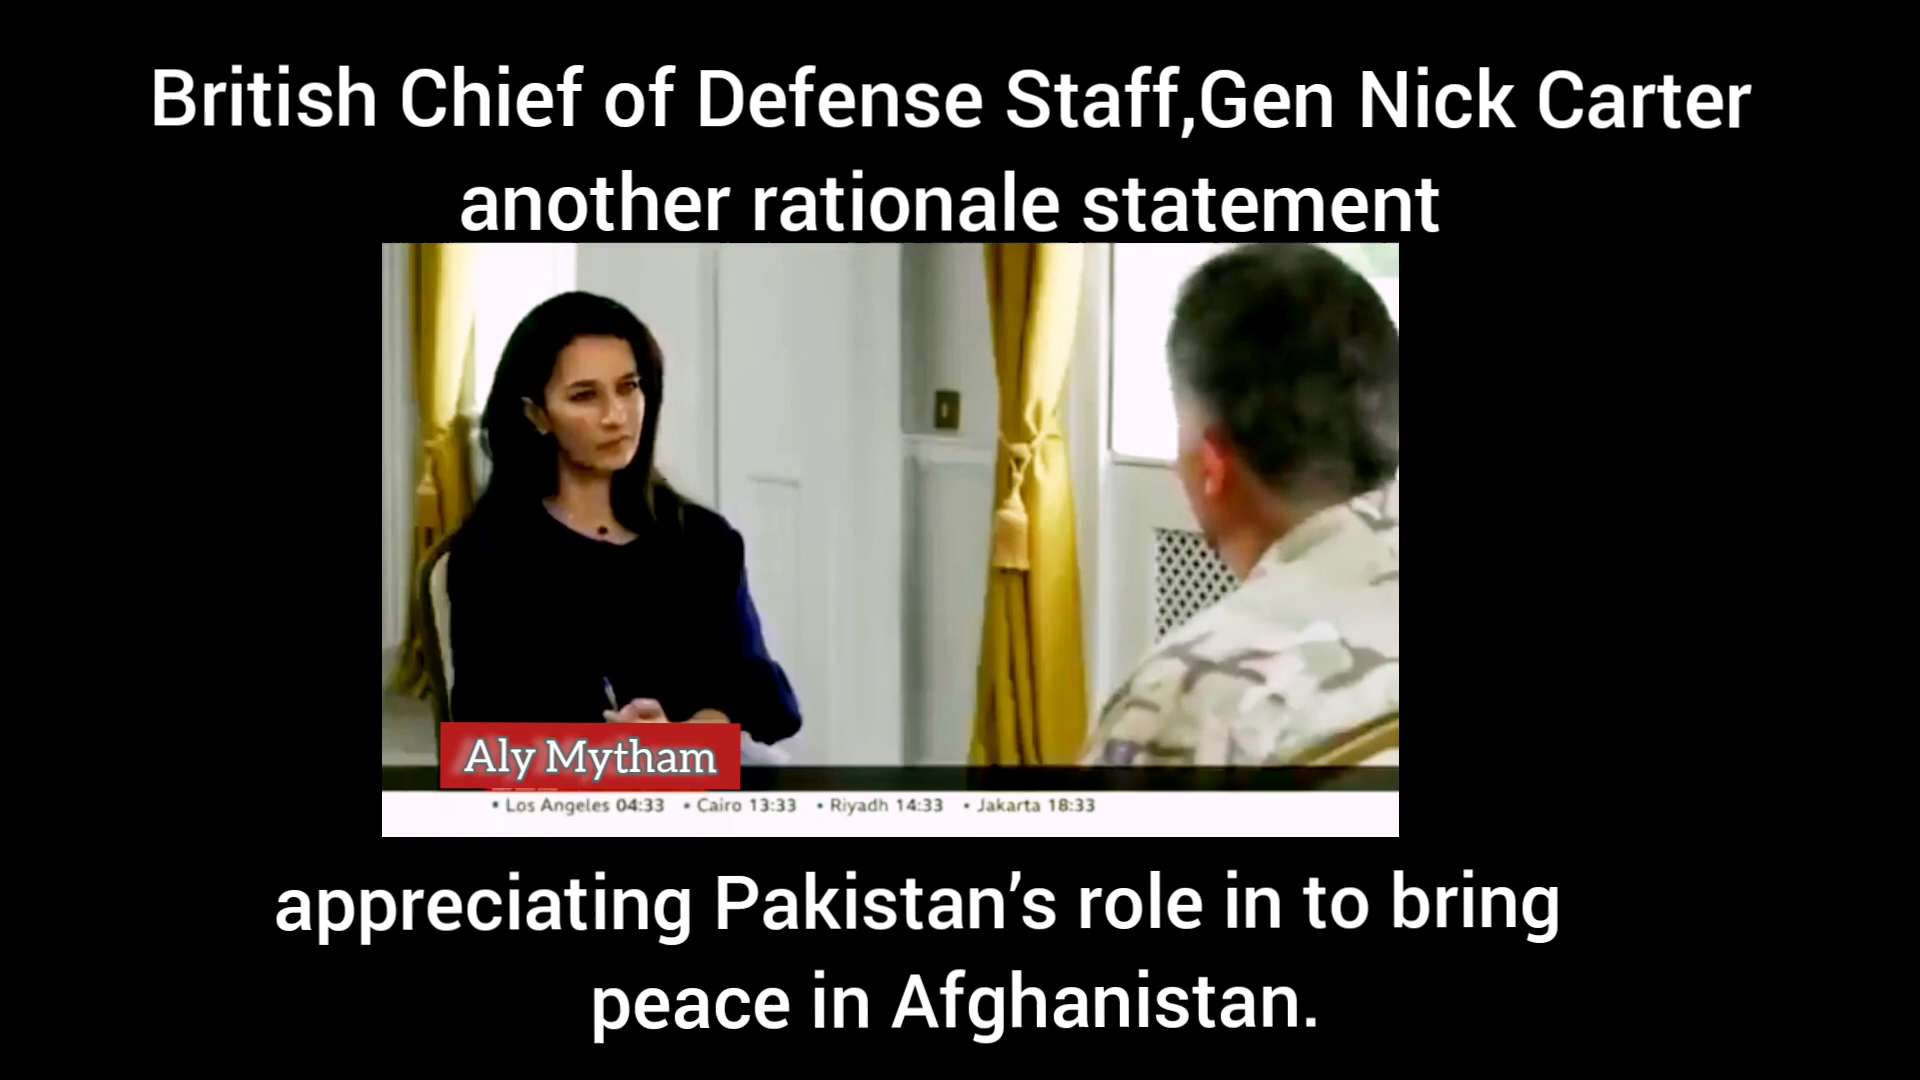 British Chief of Defense Staff,Gen Nick Carter
another rationale statement
Aly Mytham
• Los Angeles 04:33 • Cairo 13:33 • Riyadh 14:33 • Jakarta 18:33
appreciating Pakistan’s role in to bring
peace in Afghanistan.